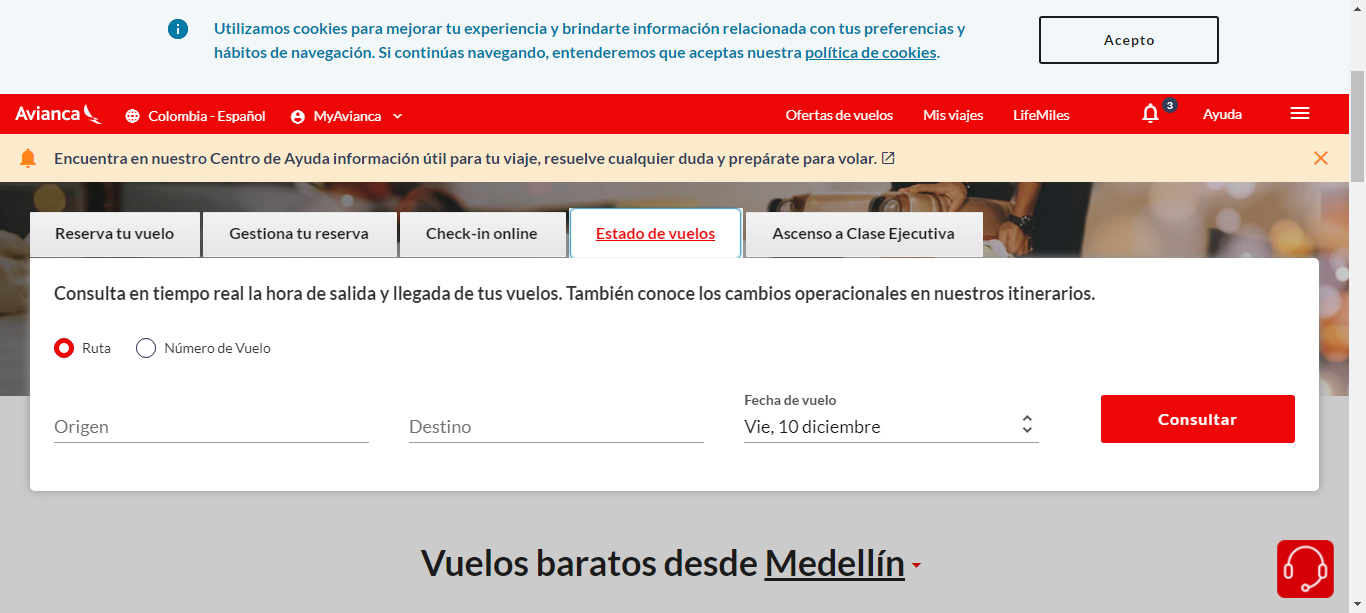 Utilizamos cookies para mejorar tu experiencia y brindarte información relacionada con tus preferencias y
hábitos de navegación. Si continúas navegando, entenderemos que aceptas nuestra política de cookies.
Acepto
Avianca
Colombia - Español
MyAvianca
Ofertas de vuelos
Mis viajes
LifeMiles
3
Ayuda
Encuentra en nuestro Centro de Ayuda información útil para tu viaje, resuelve cualquier duda y prepárate para volar.
Reserva tu vuelo
Gestiona tu reserva
Check-in online
Estado de vuelos
Ascenso a Clase Ejecutiva
Consulta en tiempo real la hora de salida y llegada de tus vuelos. También conoce los cambios operacionales en nuestros itinerarios.
Ruta
Número de Vuelo
Origen
Destino
Fecha de vuelo
Vie, 10 diciembre
Consultar
Vuelos baratos desde Medellín